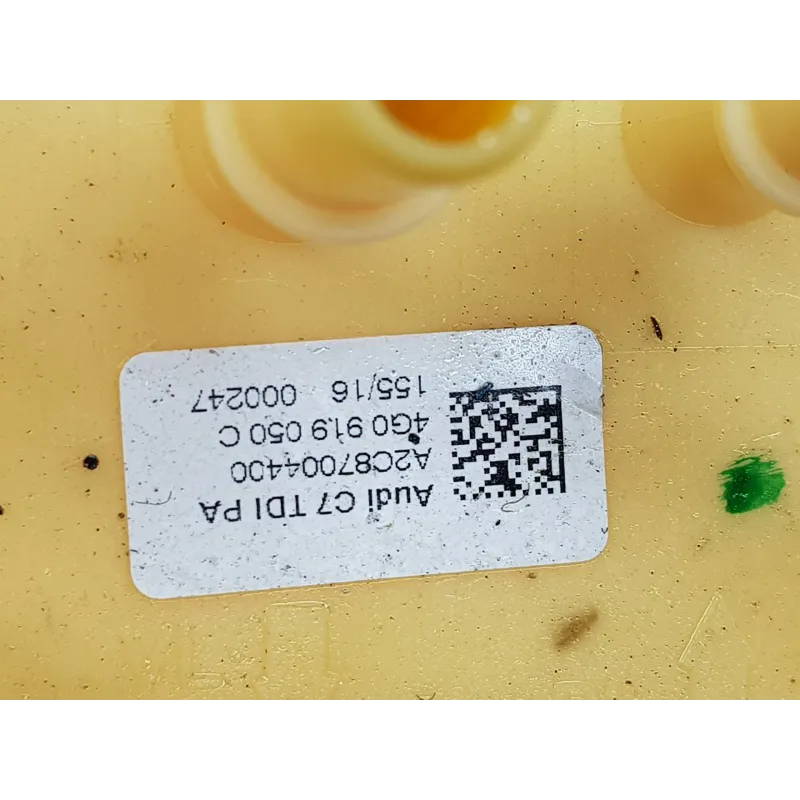 Audi C7 TDI PA
A2C87004400
4G0 919 050 C
155/16 000247